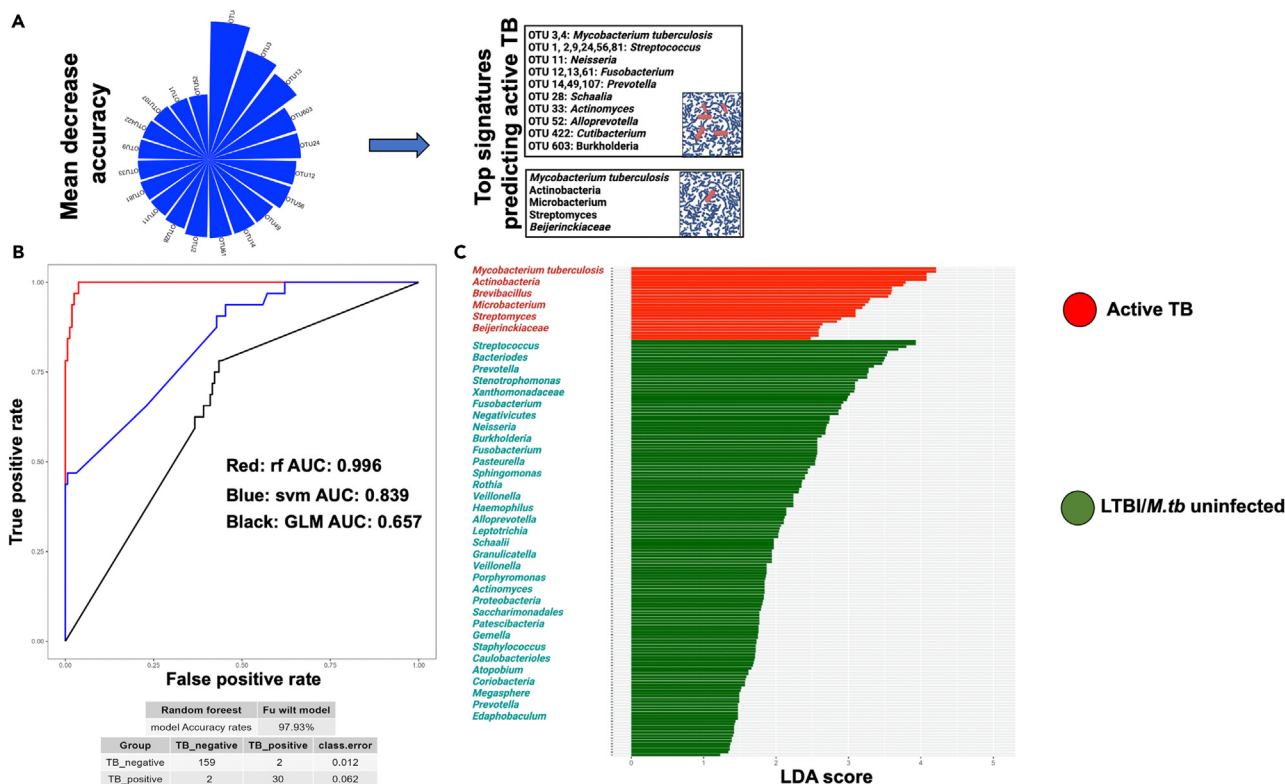 A
Mean decrease
accuracy
OTU3
OTU13
OTU603
OTU24
OTU12
OTU56
OTU49
OTU14
OTU61
OTU2
OTU28
OTU11
OTU81
OTU33
OTU9
OTU422
OTU107
OTU1
OTU52
Top signatures
predicting active TB
OTU 3,4: Mycobacterium tuberculosis
OTU 1, 2,9,24,56,81: Streptococcus
OTU 11: Neisseria
OTU 12,13,61: Fusobacterium
OTU 14,49,107: Prevotella
OTU 28: Schaalia
OTU 33: Actinomyces
OTU 52: Alloprevotella
OTU 422: Cutibacterium
OTU 603: Burkholderia
Mycobacterium tuberculosis
Actinobacteria
Microbacterium
Streptomyces
Beijerinckiaceae
B
True positive rate
1.00
0.75
0.50
0.25
0.00
0.00 0.25 0.50 0.75 1.00
False positive rate
Red: rf AUC: 0.996
Blue: svm AUC: 0.839
Black: GLM AUC: 0.657
Random foreest Fu wilt model
model Accuracy rates 97.93%
Group TB_negative TB_positive class.error
TB_negative 159 2 0.012
TB_positive 2 30 0.062
C
Mycobacterium tuberculosis
Actinobacteria
Brevibacillus
Microbacterium
Streptomyces
Beijerinckiaceae
Streptococcus
Bacteriodes
Prevotella
Stenotrophomonas
Xanthomonadaceae
Fusobacterium
Negativicutes
Neisseria
Burkholderia
Fusobacterium
Pasteurella
Sphingomonas
Rothia
Veillonella
Haemophilus
Alloprevotella
Leptotrichia
Schaalii
Granulicatella
Veillonella
Porphyromonas
Actinomyces
Proteobacteria
Saccharimonadales
Patescibacteria
Gemella
Staphylococcus
Caulobacterioles
Atopobium
Coriobacteria
Megasphere
Prevotella
Edaphobaculum
0 1 2 3 4 5
LDA score
Active TB
LTBI/M.tb uninfected